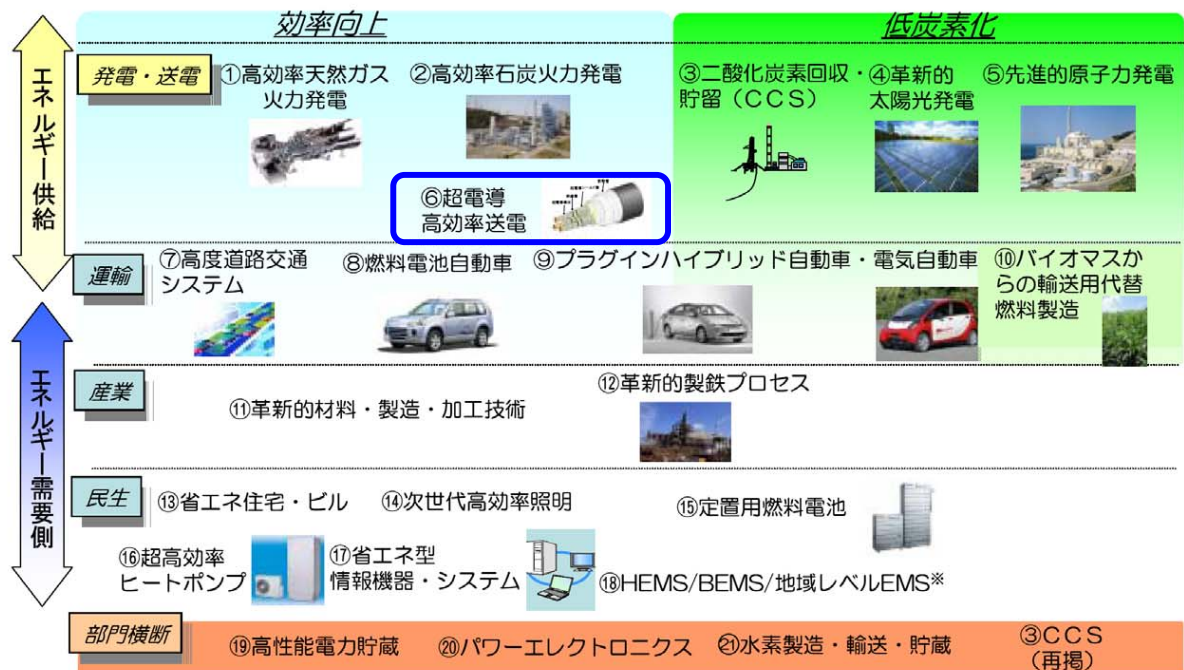 効率向上
低炭素化
エネルギー供給
発電・送電
①高効率天然ガス
火力発電
②高効率石炭火力発電
③二酸化炭素回収・
貯留（CCS）
④革新的
太陽光発電
⑤先進的原子力発電
⑥超電導
高効率送電
運輸
⑦高度道路交通
システム
⑧燃料電池自動車
⑨プラグインハイブリッド自動車・電気自動車
⑩バイオマスか
らの輸送用代替
燃料製造
エネルギー需要側
産業
⑪革新的材料・製造・加工技術
⑫革新的製鉄プロセス
民生
⑬省エネ住宅・ビル
⑭次世代高効率照明
⑮定置用燃料電池
⑯超高効率
ヒートポンプ
⑰省エネ型
情報機器・システム
⑱HEMS/BEMS/地域レベルEMS※
部門横断
⑲高性能電力貯蔵
⑳パワーエレクトロニクス
㉑水素製造・輸送・貯蔵
③CCS
（再掲）